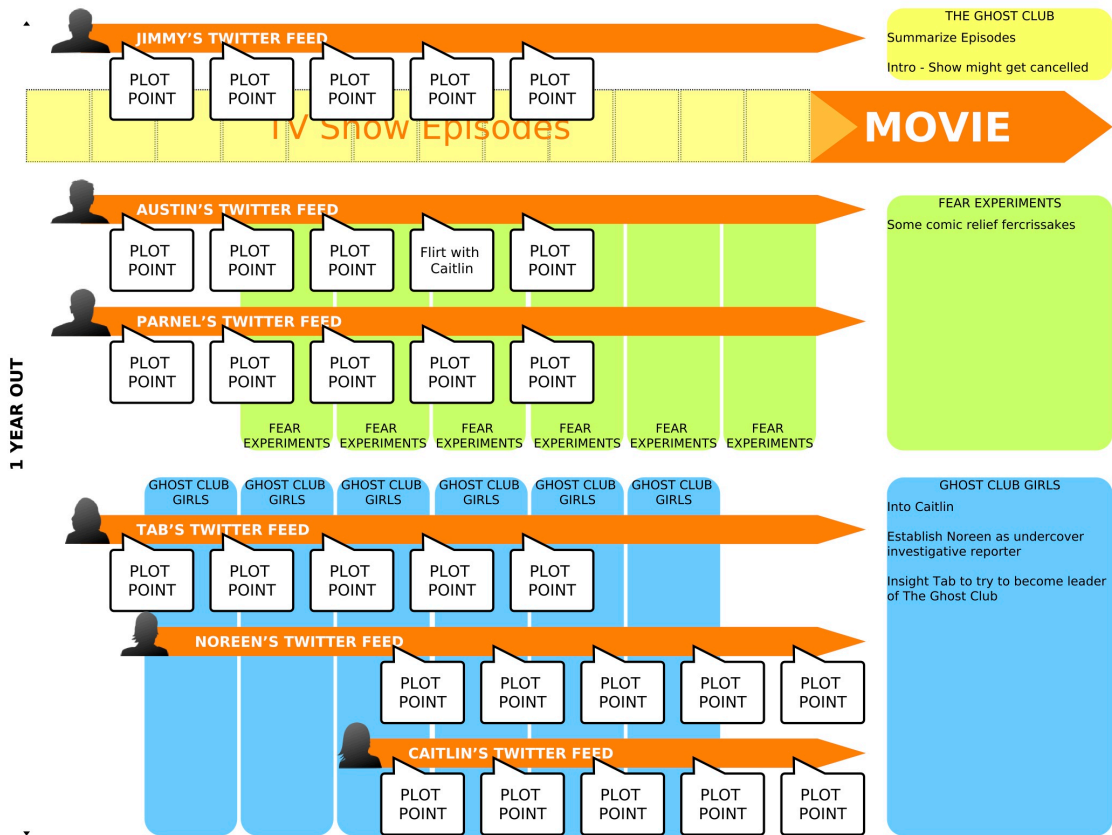 JIMMY'S TWITTER FEED
PLOT
POINT
PLOT
POINT
PLOT
POINT
PLOT
POINT
PLOT
POINT
TV Show Episodes
MOVIE
THE GHOST CLUB
Summarize Episodes
Intro - Show might get cancelled
1 YEAR OUT
AUSTIN'S TWITTER FEED
PLOT
POINT
PLOT
POINT
PLOT
POINT
Flirt with
Caitlin
PLOT
POINT
PARNEL'S TWITTER FEED
PLOT
POINT
PLOT
POINT
PLOT
POINT
PLOT
POINT
PLOT
POINT
FEAR
EXPERIMENTS
FEAR
EXPERIMENTS
FEAR
EXPERIMENTS
FEAR
EXPERIMENTS
FEAR
EXPERIMENTS
FEAR
EXPERIMENTS
FEAR EXPERIMENTS
Some comic relief fercrissakes
GHOST CLUB
GIRLS
GHOST CLUB
GIRLS
GHOST CLUB
GIRLS
GHOST CLUB
GIRLS
GHOST CLUB
GIRLS
GHOST CLUB
GIRLS
TAB'S TWITTER FEED
PLOT
POINT
PLOT
POINT
PLOT
POINT
PLOT
POINT
PLOT
POINT
NOREEN'S TWITTER FEED
PLOT
POINT
PLOT
POINT
PLOT
POINT
PLOT
POINT
PLOT
POINT
CAITLIN'S TWITTER FEED
PLOT
POINT
PLOT
POINT
PLOT
POINT
PLOT
POINT
PLOT
POINT
GHOST CLUB GIRLS
Into Caitlin
Establish Noreen as undercover
investigative reporter
Insight Tab to try to become leader
of The Ghost Club